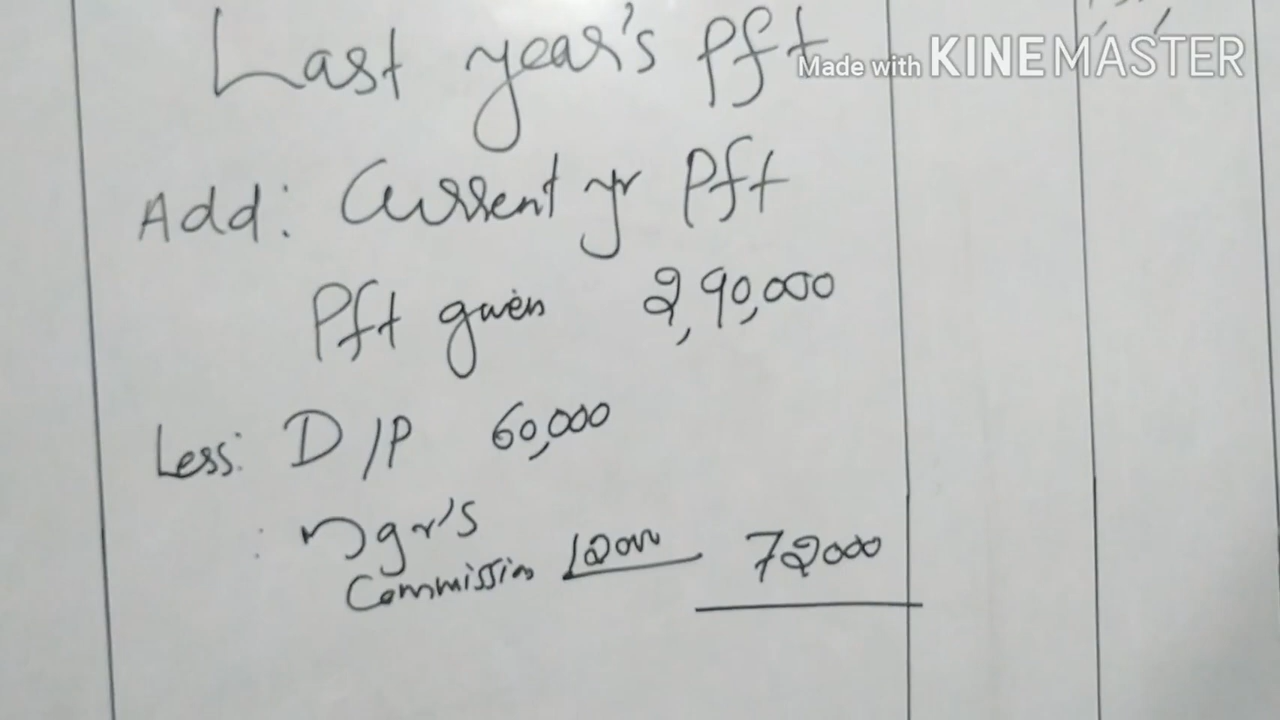 Last year's Pft
Made with KINEMASTER
Add: Current yr Pft
Pft given 2,90,000
Less: D/P 60,000
: Mgr's
Commission 12000 72000